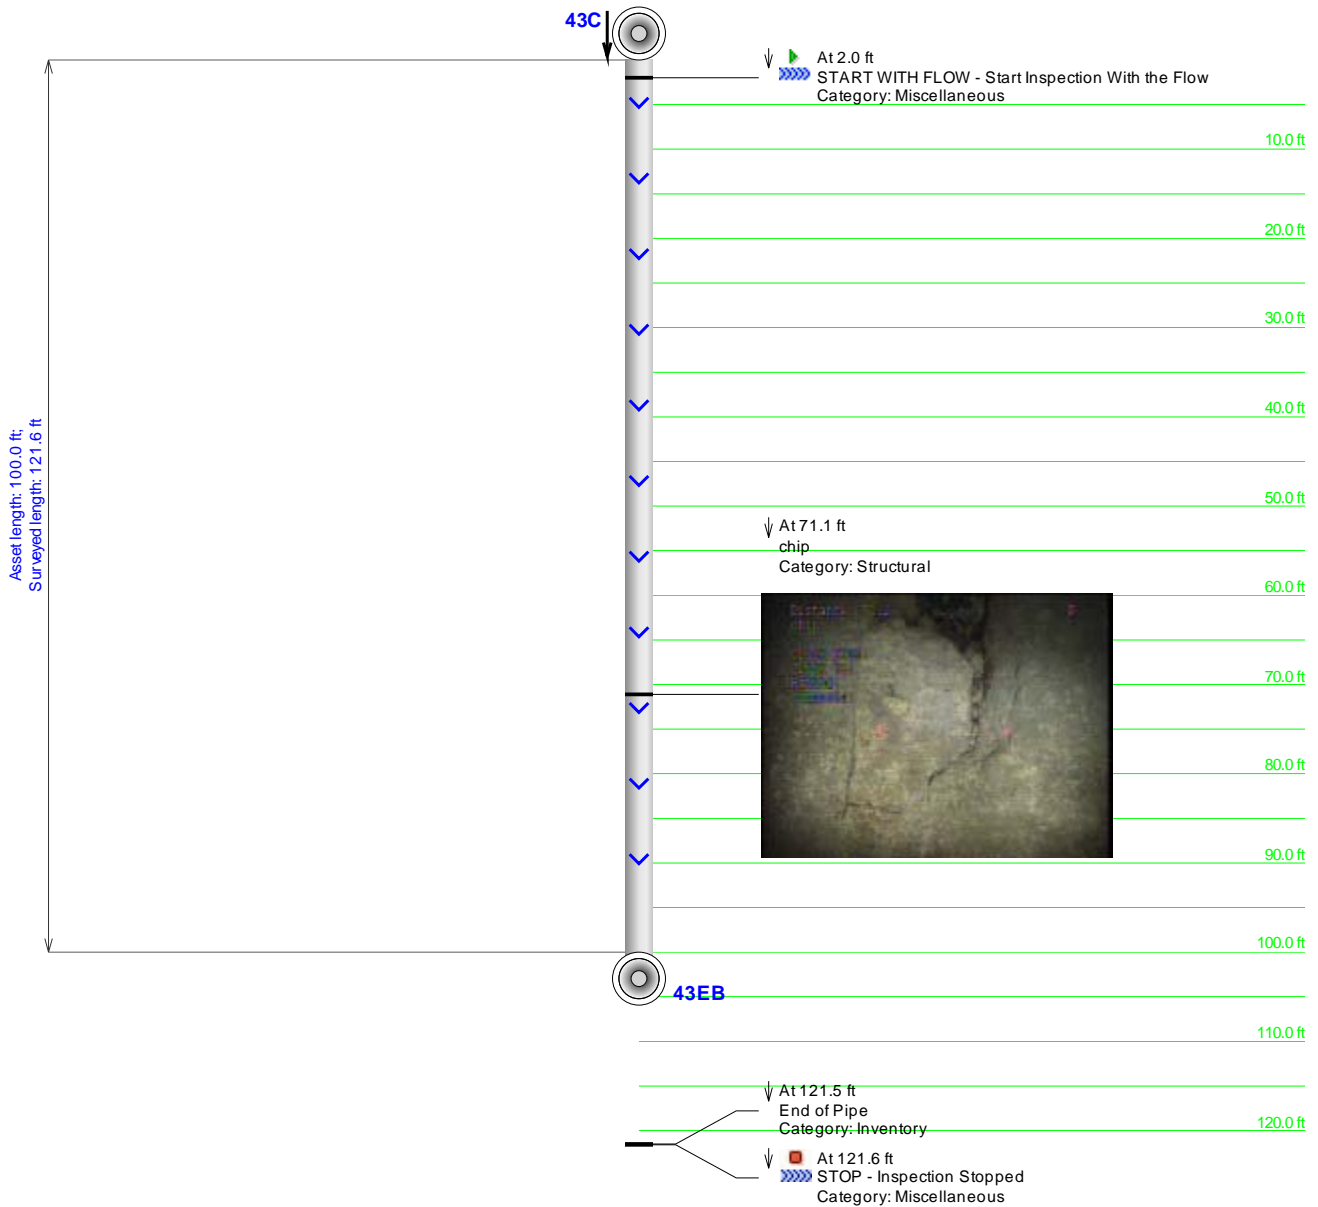 43C
At 2.0 ft
START WITH FLOW - Start Inspection With the Flow
Category: Miscellaneous
10.0 ft
20.0 ft
30.0 ft
40.0 ft
Asset length: 100.0 ft;
Surveyed length: 121.6 ft
50.0 ft
At 71.1 ft
chip
Category: Structural
60.0 ft
70.0 ft
80.0 ft
90.0 ft
100.0 ft
43EB
110.0 ft
At 121.5 ft
End of Pipe
Category: Inventory
120.0 ft
At 121.6 ft
STOP - Inspection Stopped
Category: Miscellaneous